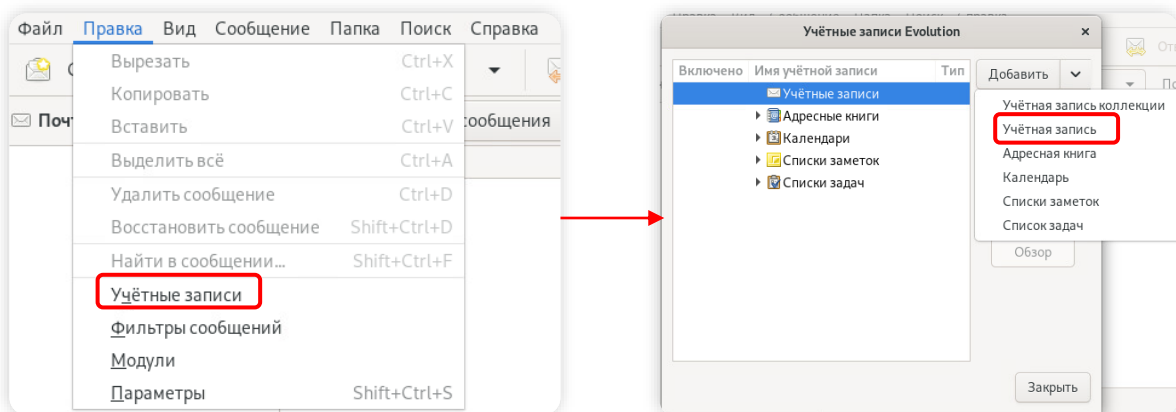 Файл Правка Вид Сообщение Папка Поиск Справка
Вырезать Ctrl+X
Копировать Ctrl+C
Вставить Ctrl+V
Выделить всё Ctrl+A
Удалить сообщение Ctrl+D
Восстановить сообщение Shift+Ctrl+D
Найти в сообщении... Shift+Ctrl+F
Учётные записи
Фильтры сообщений
Модули
Параметры Shift+Ctrl+S
Учётные записи Evolution
Включено Имя учётной записи Тип
Учётные записи
Адресные книги
Календари
Списки заметок
Списки задач
Добавить
Учётная запись коллекции
Учётная запись
Адресная книга
Календарь
Списки заметок
Список задач
Обзор
Закрыть